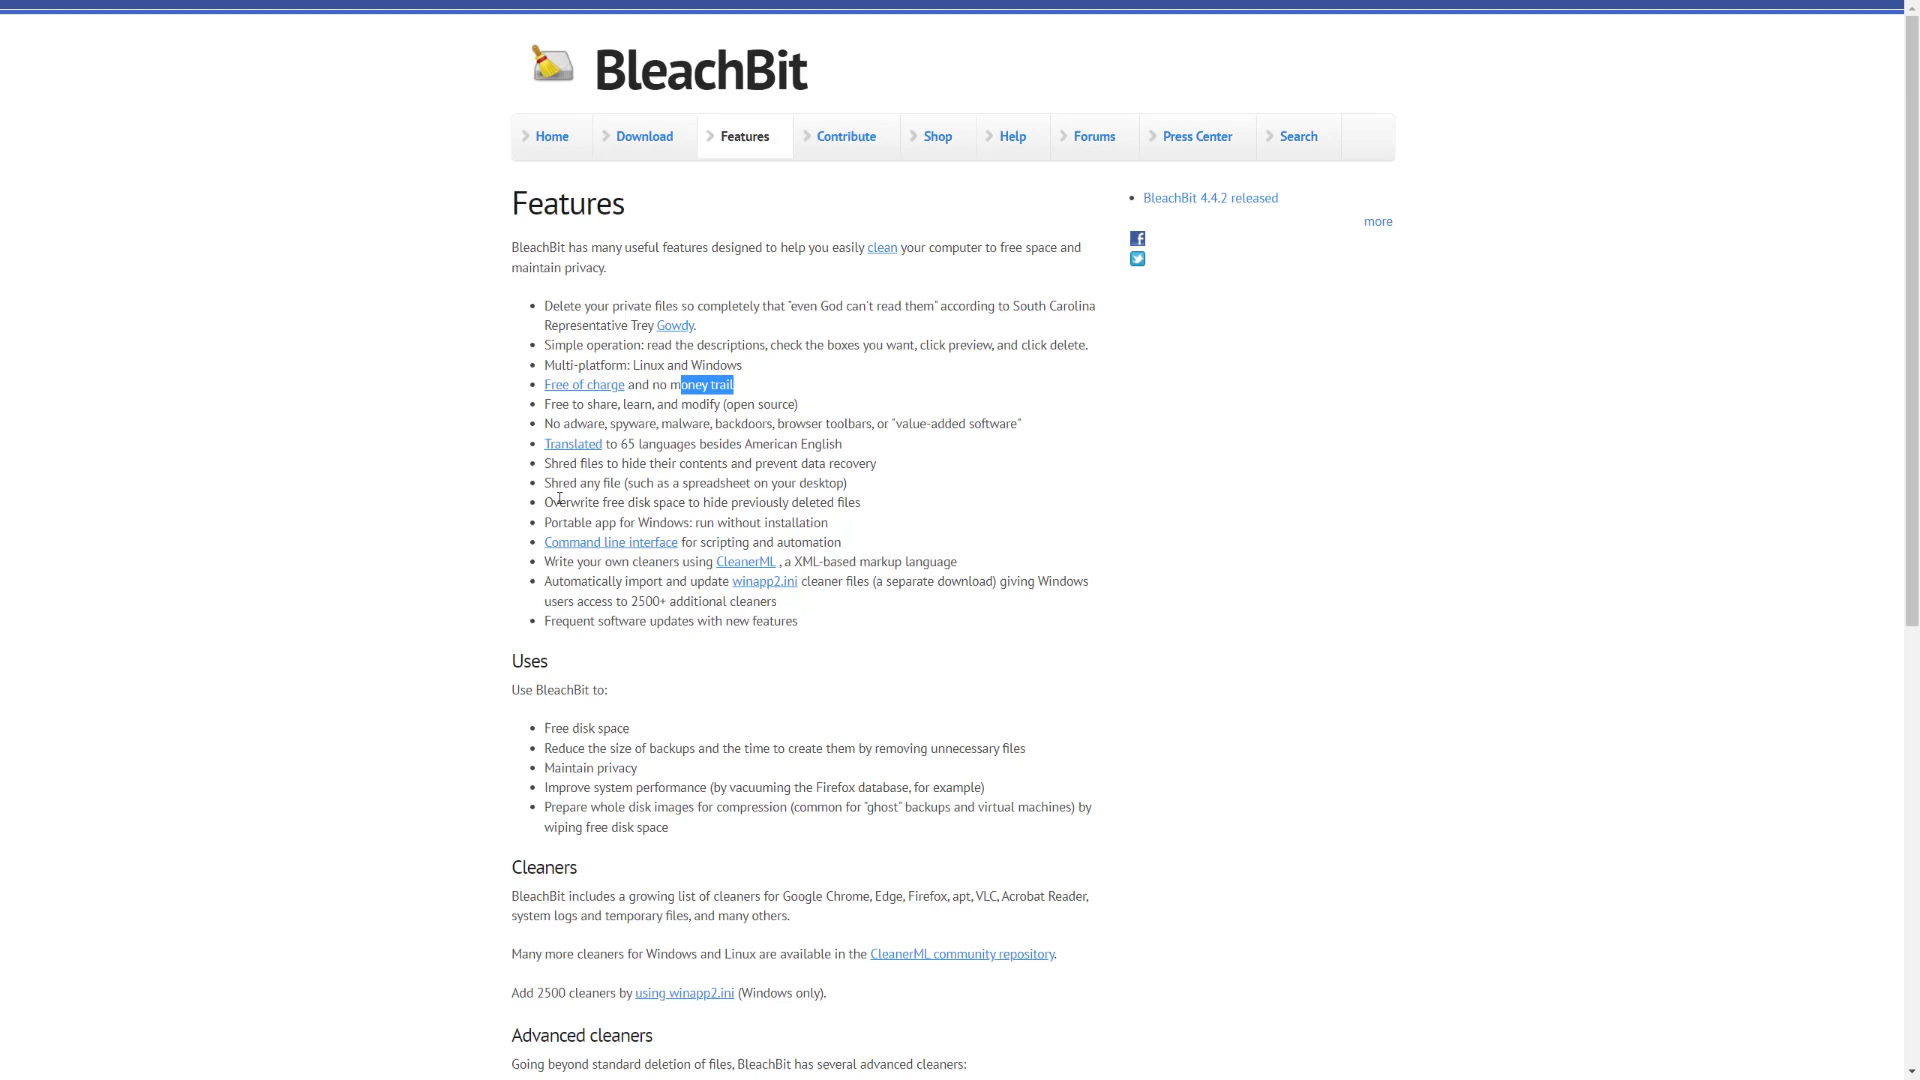 BleachBit
Home
Download
Features
Contribute
Shop
Help
Forums
Press Center
Search
Features
BleachBit has many useful features designed to help you easily clean your computer to free space and
maintain privacy.
Delete your private files so completely that "even God can't read them" according to South Carolina
Representative Trey Gowdy.
Simple operation: read the descriptions, check the boxes you want, click preview, and click delete.
Multi-platform: Linux and Windows
Free of charge and no money trail
Free to share, learn, and modify (open source)
No adware, spyware, malware, backdoors, browser toolbars, or "value-added software"
Translated to 65 languages besides American English
Shred files to hide their contents and prevent data recovery
Shred any file (such as a spreadsheet on your desktop)
Overwrite free disk space to hide previously deleted files
Portable app for Windows: run without installation
Command line interface for scripting and automation
Write your own cleaners using CleanerML , a XML-based markup language
Automatically import and update winapp2.ini cleaner files (a separate download) giving Windows
users access to 2500+ additional cleaners
Frequent software updates with new features
Uses
Use BleachBit to:
Free disk space
Reduce the size of backups and the time to create them by removing unnecessary files
Maintain privacy
Improve system performance (by vacuuming the Firefox database, for example)
Prepare whole disk images for compression (common for "ghost" backups and virtual machines) by
wiping free disk space
Cleaners
BleachBit includes a growing list of cleaners for Google Chrome, Edge, Firefox, apt, VLC, Acrobat Reader,
system logs and temporary files, and many others.
Many more cleaners for Windows and Linux are available in the CleanerML community repository.
Add 2500 cleaners by using winapp2.ini (Windows only).
Advanced cleaners
Going beyond standard deletion of files, BleachBit has several advanced cleaners:
BleachBit 4.4.2 released
more